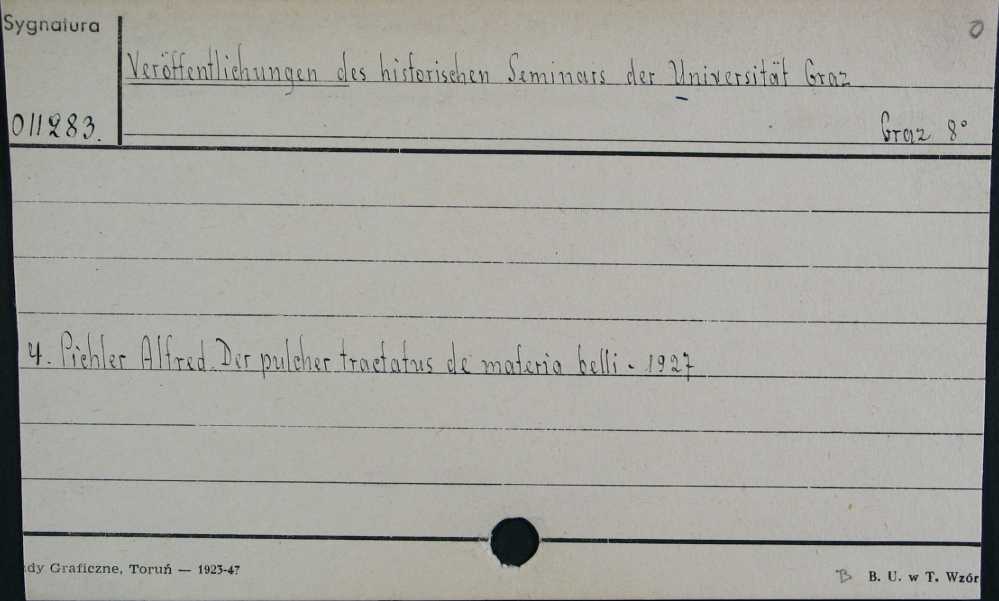 Sygnatura
O
Veröffentlichungen des historischen Seminars der Universität Graz
011283.
Graz 8°
4. Pichler Alfred. Der pulcher tractatus de materia belli. 1927
dy Graficzne, Toruń — 1923-47
B B. U. w T. Wzór